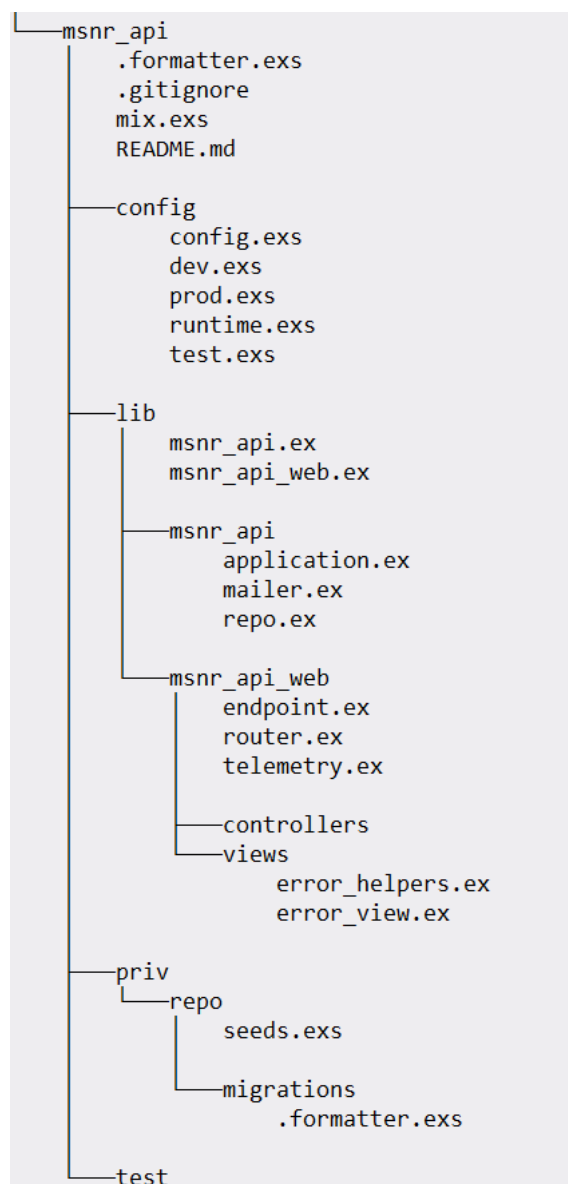 msnr_api
.formatter.exs
.gitignore
mix.exs
README.md
config
config.exs
dev.exs
prod.exs
runtime.exs
test.exs
lib
msnr_api.ex
msnr_api_web.ex
msnr_api
application.ex
mailer.ex
repo.ex
msnr_api_web
endpoint.ex
router.ex
telemetry.ex
controllers
views
error_helpers.ex
error_view.ex
priv
repo
seeds.exs
migrations
.formatter.exs
test